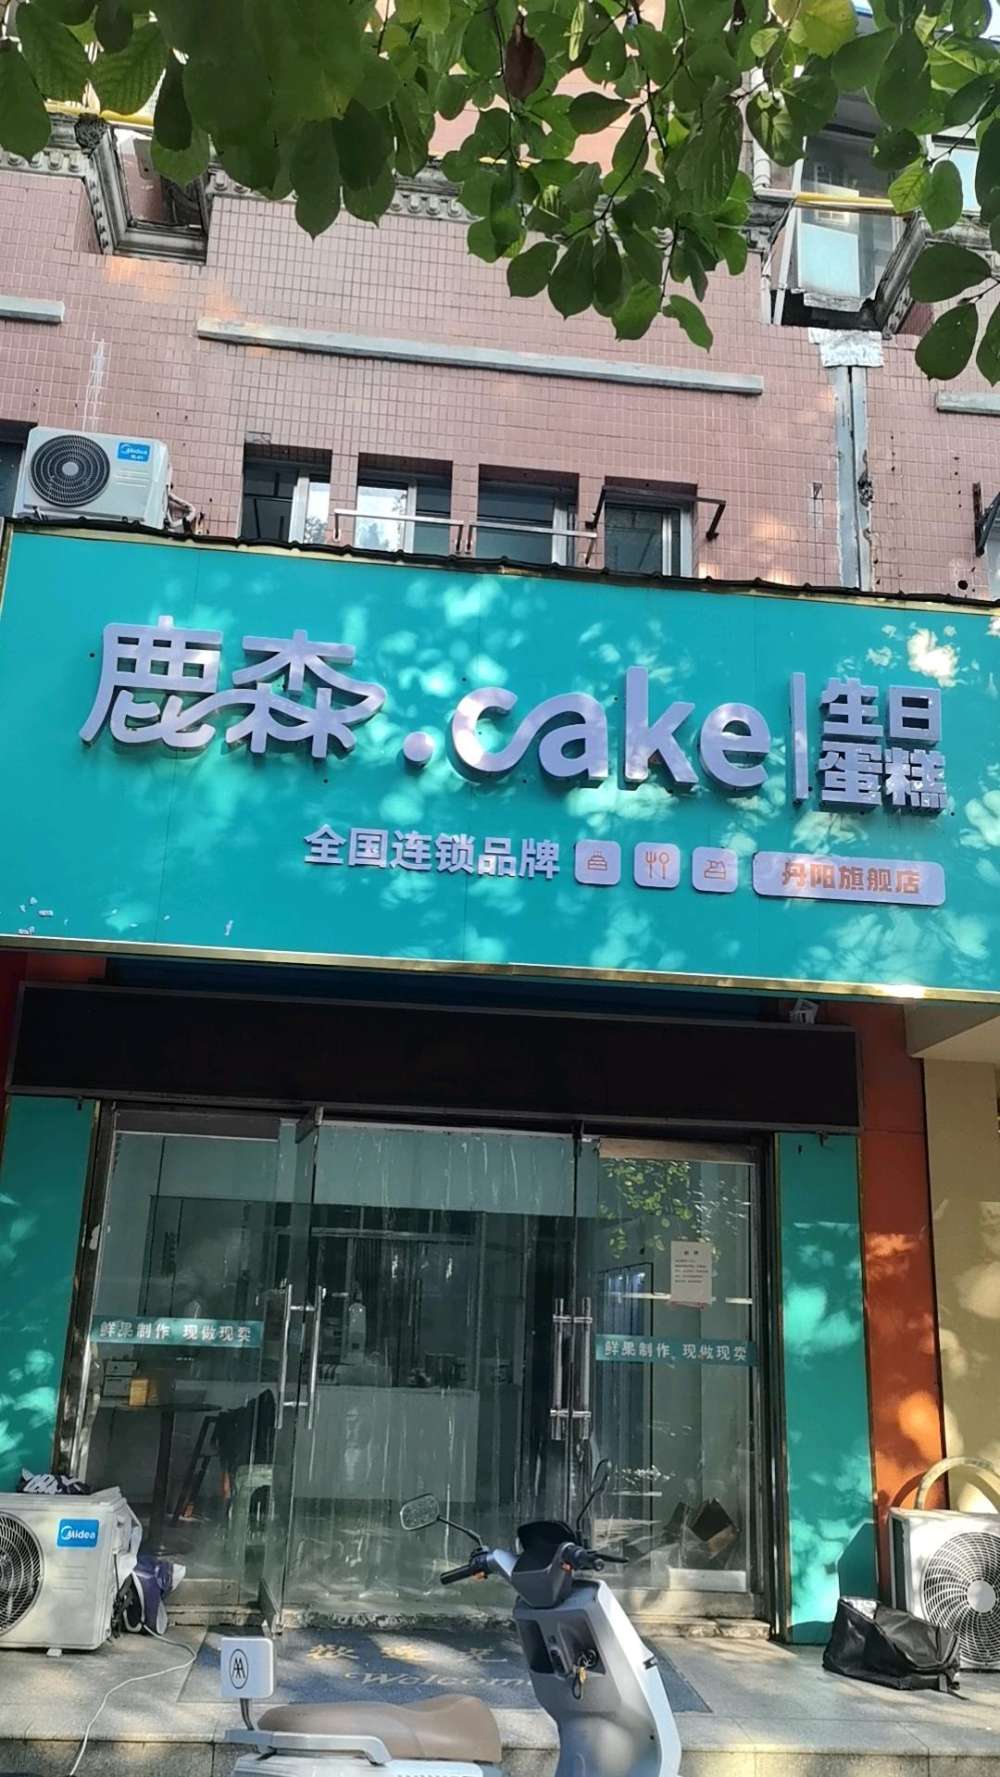 Midea
鹿森.cake
生日
蛋糕
全国连锁品牌
丹阳旗舰店
鲜果制作 现做现卖
鲜果制作 现做现卖
Midea
Welcome